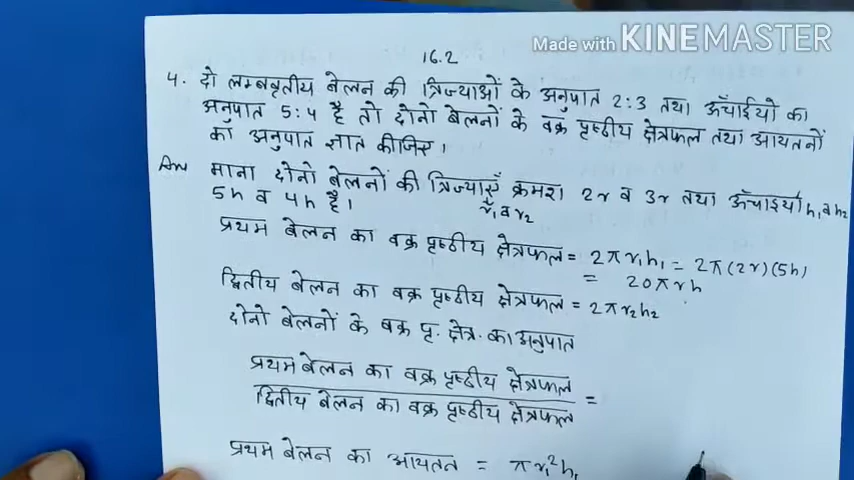 Made with KINEMASTER
16.2
4. दो लम्बवृतीय बेलन की त्रिज्याओं के अनुपात 2:3 तथा ऊँचाईयो का
अनुपात 5:4 है तो दोनो बेलनों के वक्र पृष्ठीय क्षेत्रफल तथा आयतनों
का अनुपात ज्ञात कीजिए।
Ans माना दोनो बेलनों की त्रिज्याएँ क्रमशः 2r व 3r तथा ऊँचाइयाँ h₁ व h₂
5h व 4h है। r₁ व r₂
प्रथम बेलन का वक्र पृष्ठीय क्षेत्रफल = 2πr₁h₁ = 2π(2r)(5h)
= 20πrh
द्वितीय बेलन का वक्र पृष्ठीय क्षेत्रफल = 2πr₂h₂
दोनो बेलनों के वक्र पृ. क्षेत्र. का अनुपात
प्रथम बेलन का वक्र पृष्ठीय क्षेत्रफल =
द्वितीय बेलन का वक्र पृष्ठीय क्षेत्रफल
प्रथम बेलन का आयतन = πr₁²h₁